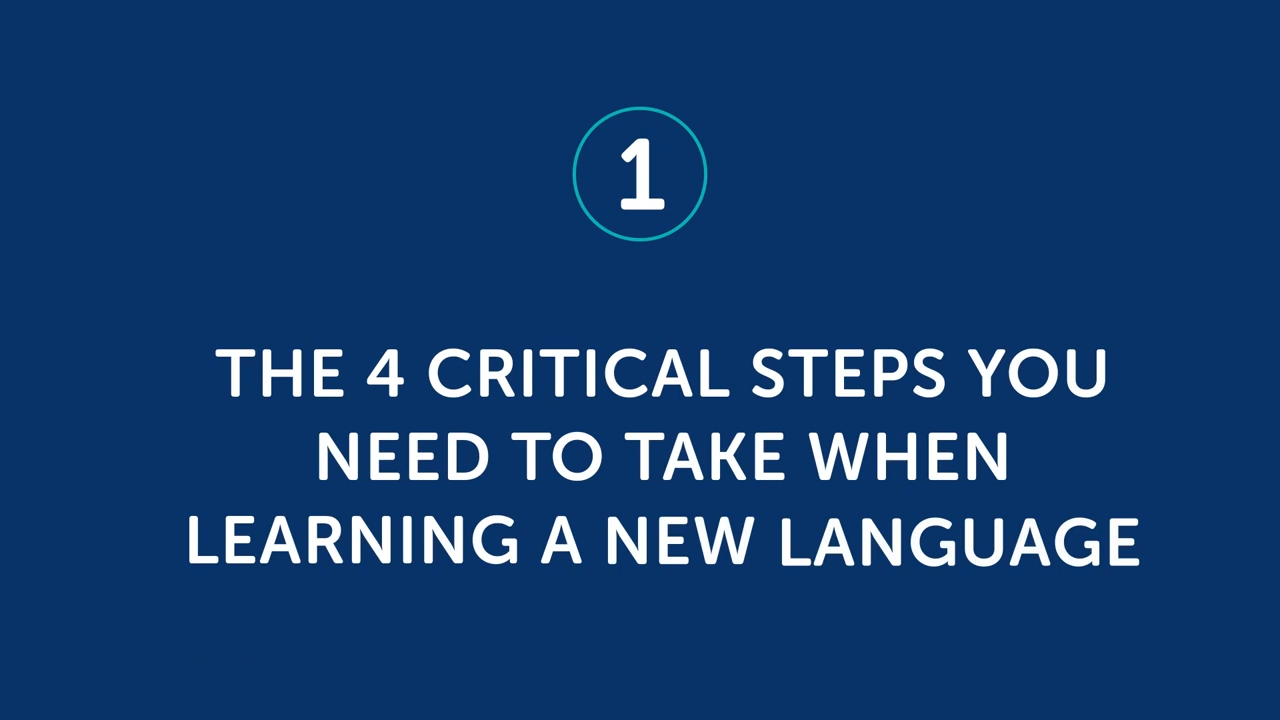 1
THE 4 CRITICAL STEPS YOU
NEED TO TAKE WHEN
LEARNING A NEW LANGUAGE